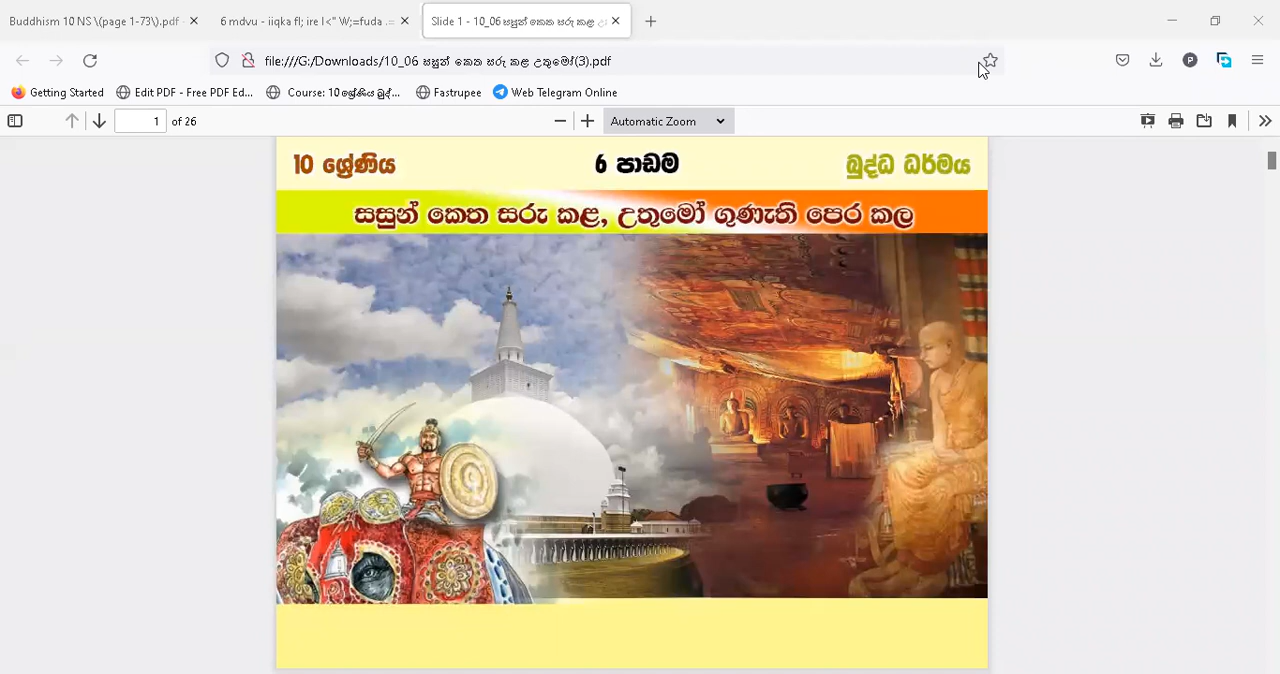 Buddhism 10 NS \(page 1-73\).pdf
6 mdvu - iiqka fl; ire l<" W;=fuda .=
Slide 1 - 10_06 සසුන් කෙත සරු කළ උ
file:///G:/Downloads/10_06 සසුන් කෙත සරු කළ උතුමෝ(3).pdf
Getting Started Edit PDF - Free PDF Ed... Course: 10 ශ්‍රේණිය බුද්... Fastrupee Web Telegram Online
1 of 26 Automatic Zoom
10 ශ්‍රේණිය 6 පාඩම බුද්ධ ධර්මය
සසුන් කෙත සරු කළ, උතුමෝ ගුණැති පෙර කල